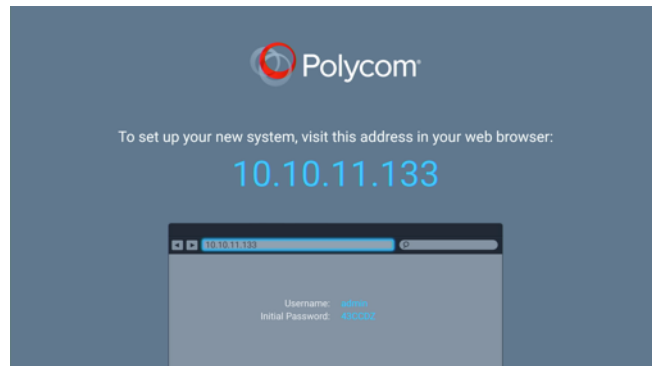 Polycom®
To set up your new system, visit this address in your web browser:
10.10.11.133
10.10.11.133
Username: admin
Initial Password: